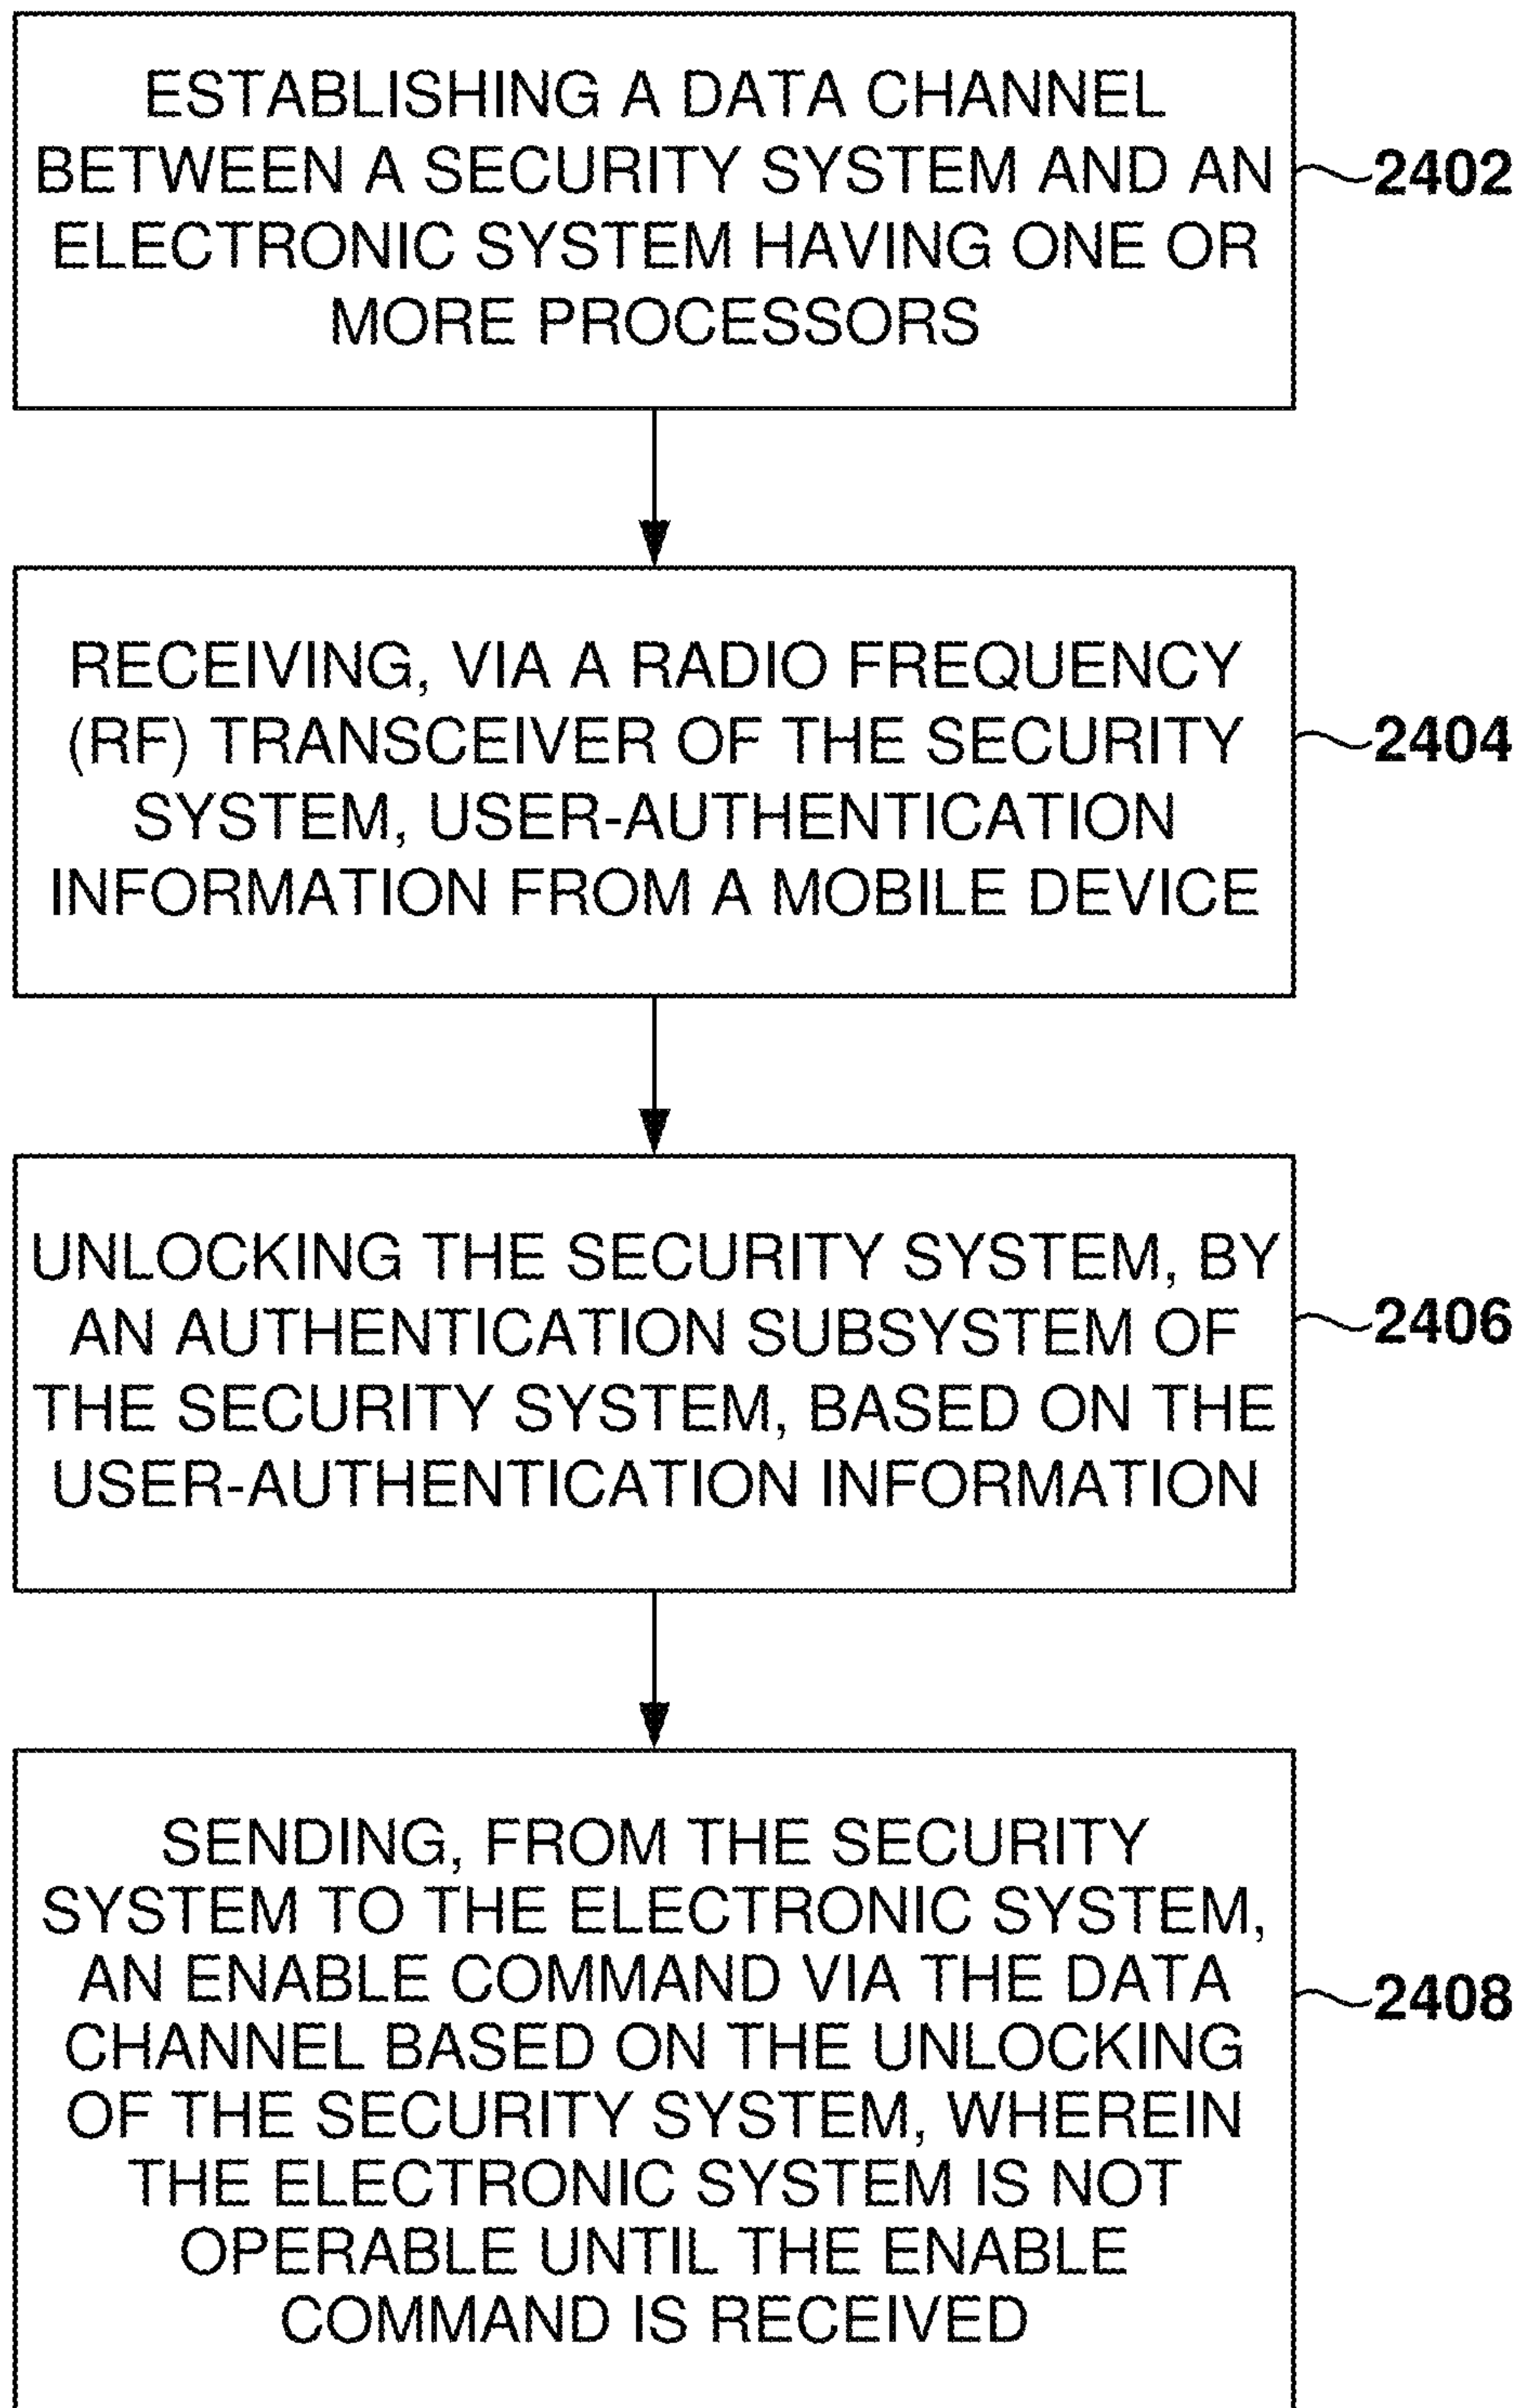 ESTABLISHING A DATA CHANNEL
BETWEEN A SECURITY SYSTEM AND AN
ELECTRONIC SYSTEM HAVING ONE OR
MORE PROCESSORS
2402
RECEIVING, VIA A RADIO FREQUENCY
(RF) TRANSCEIVER OF THE SECURITY
SYSTEM, USER-AUTHENTICATION
INFORMATION FROM A MOBILE DEVICE
2404
UNLOCKING THE SECURITY SYSTEM, BY
AN AUTHENTICATION SUBSYSTEM OF
THE SECURITY SYSTEM, BASED ON THE
USER-AUTHENTICATION INFORMATION
2406
SENDING, FROM THE SECURITY
SYSTEM TO THE ELECTRONIC SYSTEM,
AN ENABLE COMMAND VIA THE DATA
CHANNEL BASED ON THE UNLOCKING
OF THE SECURITY SYSTEM, WHEREIN
THE ELECTRONIC SYSTEM IS NOT
OPERABLE UNTIL THE ENABLE
COMMAND IS RECEIVED
2408